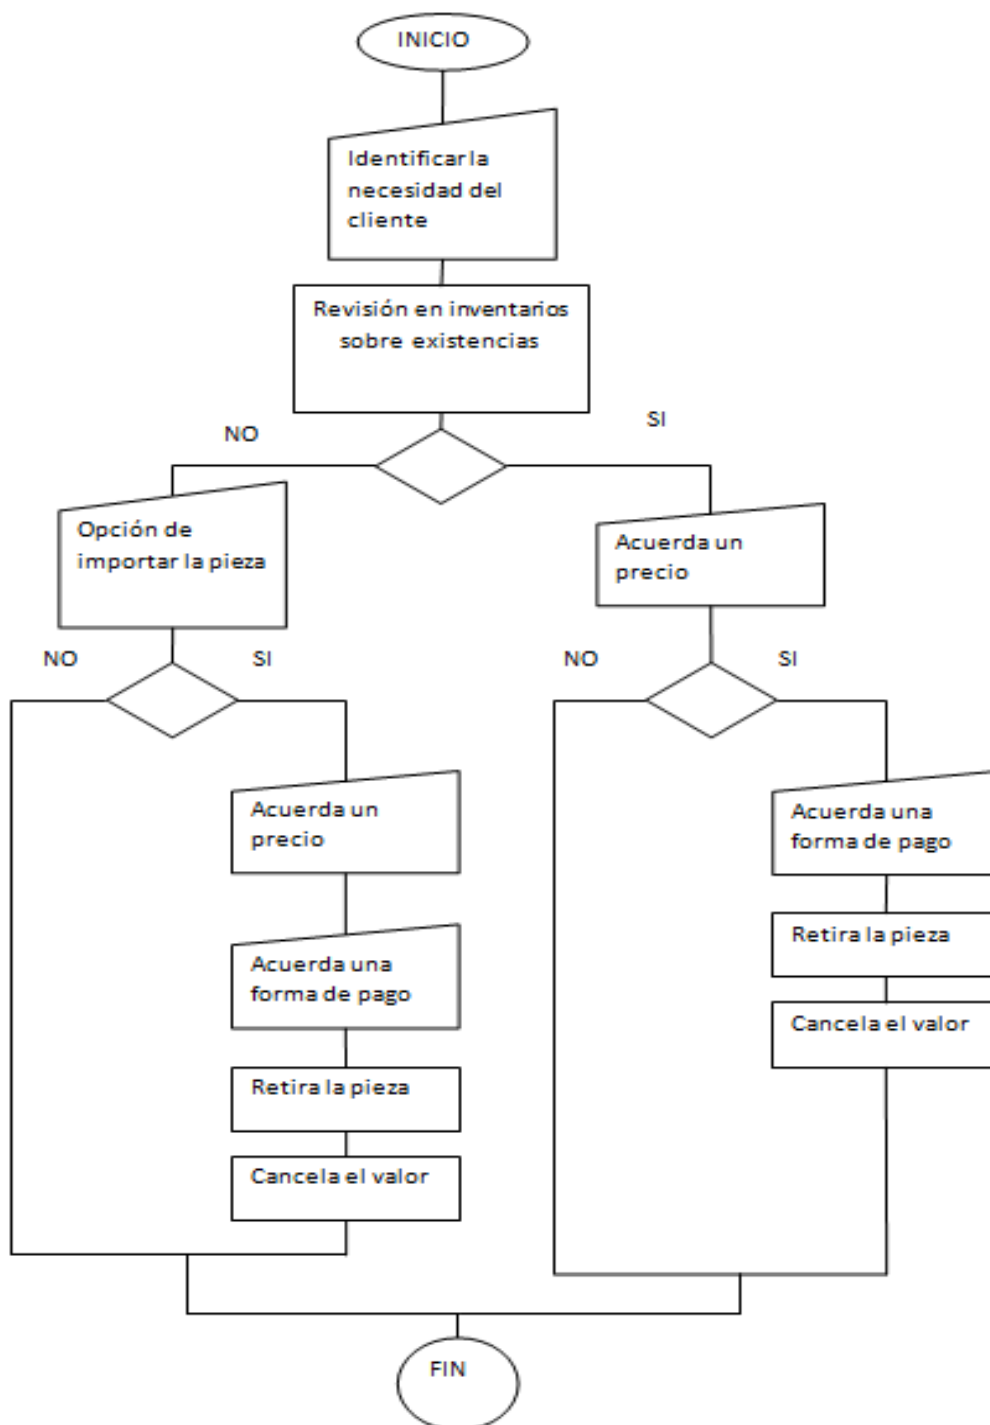 INICIO
Identificar la
necesidad del
cliente
Revisión en inventarios
sobre existencias
NO
SI
Opción de
importar la pieza
Acuerda un
precio
NO
SI
NO
SI
Acuerda un
precio
Acuerda una
forma de pago
Acuerda una
forma de pago
Retira la pieza
Retira la pieza
Cancela el valor
Cancela el valor
FIN